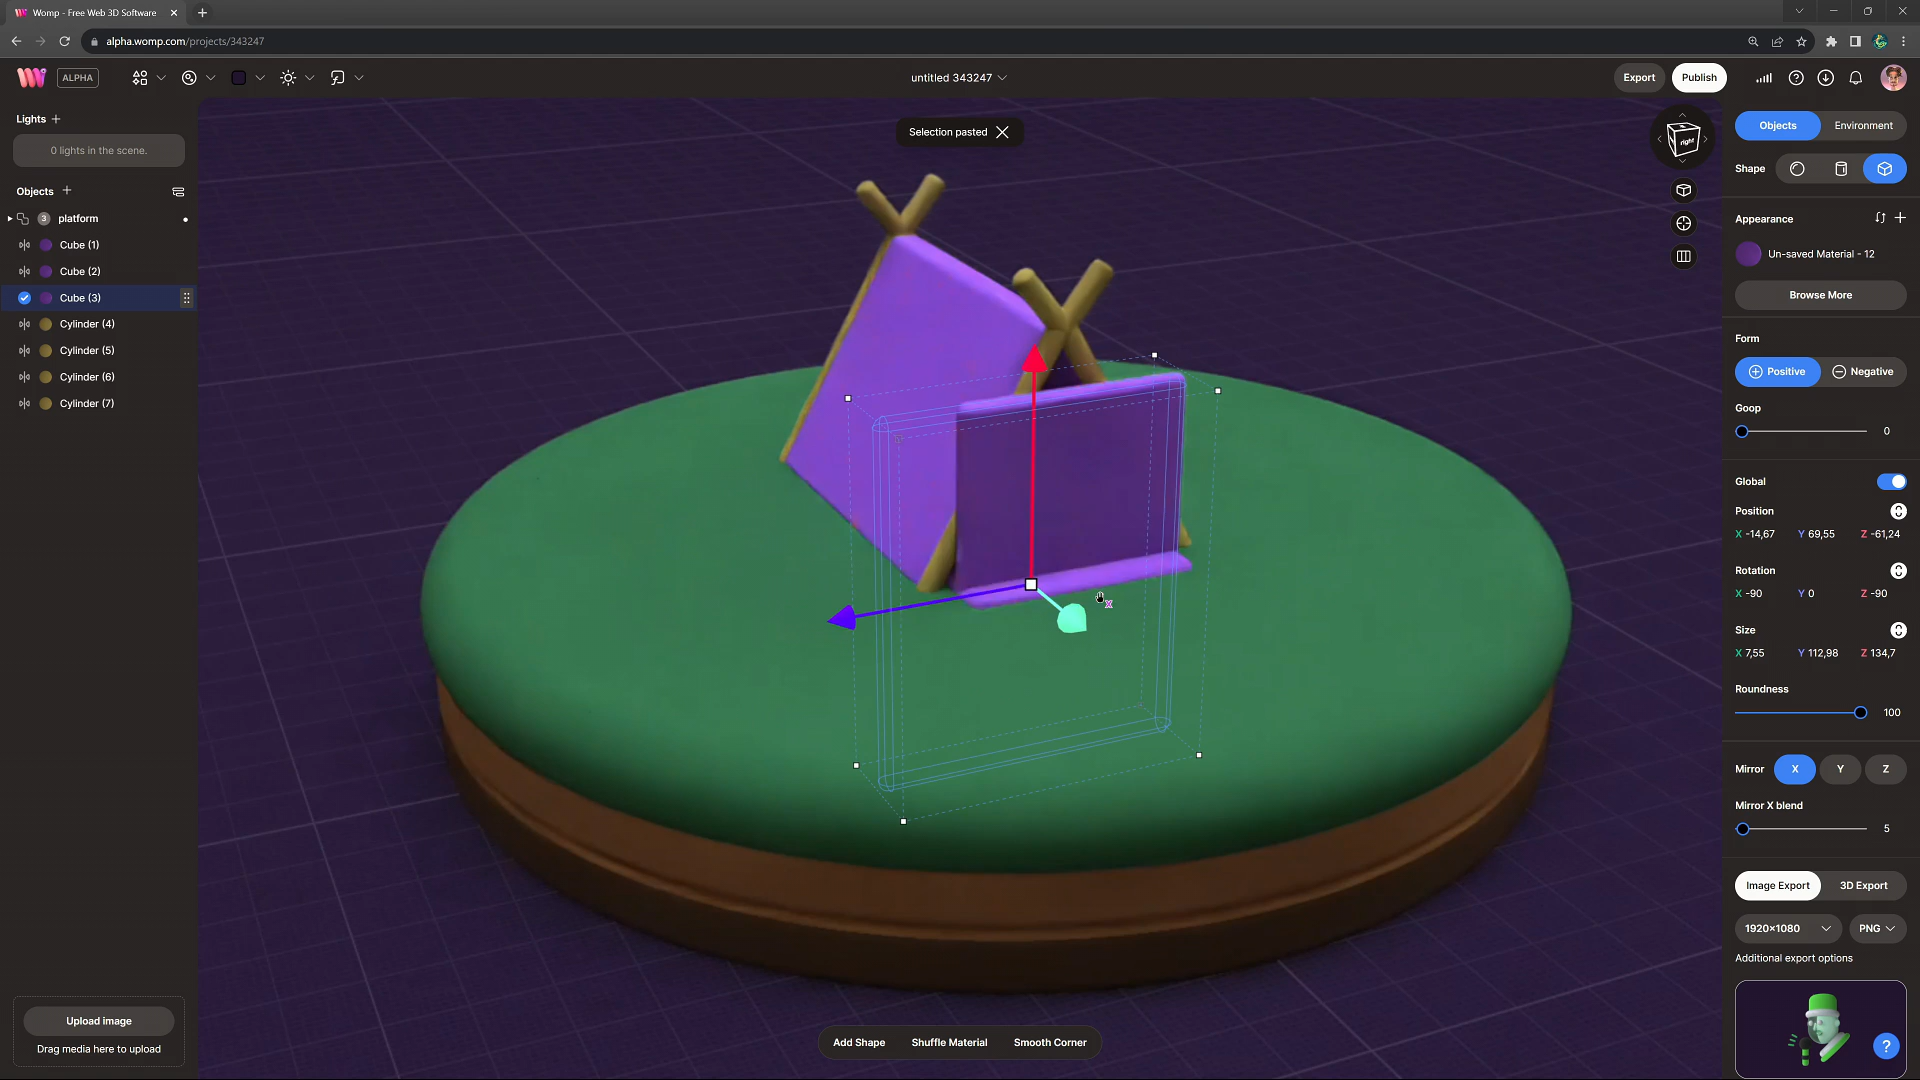 Womp - Free Web 3D Software
alpha.womp.com/projects/343247
ALPHA
untitled 343247
Export
Publish
Lights
0 lights in the scene.
Objects
3 platform
Cube (1)
Cube (2)
Cube (3)
Cylinder (4)
Cylinder (5)
Cylinder (6)
Cylinder (7)
Upload image
Drag media here to upload
Selection pasted
right
X
Add Shape
Shuffle Material
Smooth Corner
Objects
Environment
Shape
Appearance
Un-saved Material - 12
Browse More
Form
Positive
Negative
Goop
0
Global
Position
X -14,67 Y 69,55 Z -61,24
Rotation
X -90 Y 0 Z -90
Size
X 7,55 Y 112,98 Z 134,7
Roundness
100
Mirror X Y Z
Mirror X blend
5
Image Export
3D Export
1920×1080
PNG
Additional export options
?